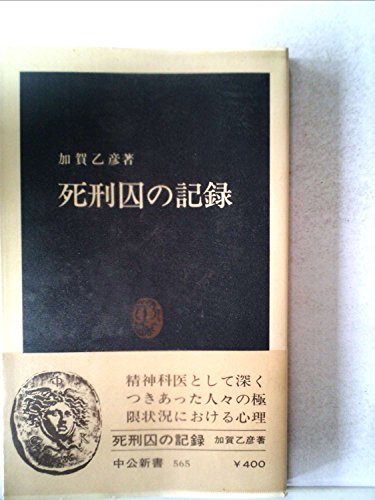 加賀乙彦著
死刑囚の記録
精神科医として深く
つきあった人々の極
限状況における心理
死刑囚の記録 加賀乙彦著
中公新書 565 ¥400